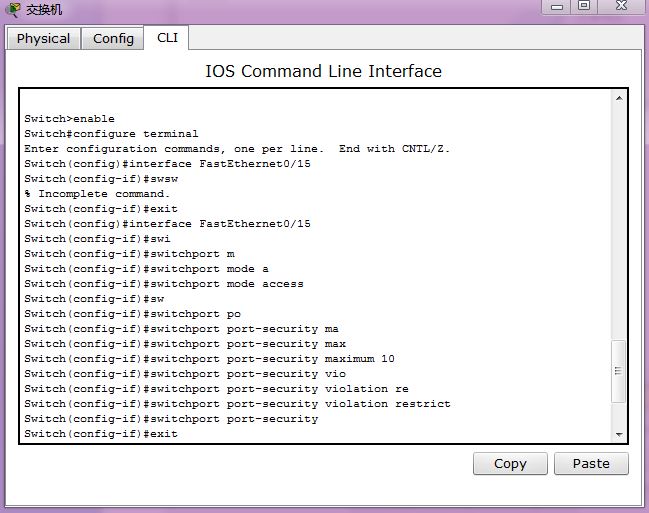 交换机
Physical Config CLI
IOS Command Line Interface
Switch>enable
Switch#configure terminal
Enter configuration commands, one per line.  End with CNTL/Z.
Switch(config)#interface FastEthernet0/15
Switch(config-if)#swsw
% Incomplete command.
Switch(config-if)#exit
Switch(config)#interface FastEthernet0/15
Switch(config-if)#swi
Switch(config-if)#switchport m
Switch(config-if)#switchport mode a
Switch(config-if)#switchport mode access
Switch(config-if)#sw
Switch(config-if)#switchport po
Switch(config-if)#switchport port-security ma
Switch(config-if)#switchport port-security max
Switch(config-if)#switchport port-security maximum 10
Switch(config-if)#switchport port-security vio
Switch(config-if)#switchport port-security violation re
Switch(config-if)#switchport port-security violation restrict
Switch(config-if)#switchport port-security
Switch(config-if)#exit
Copy Paste